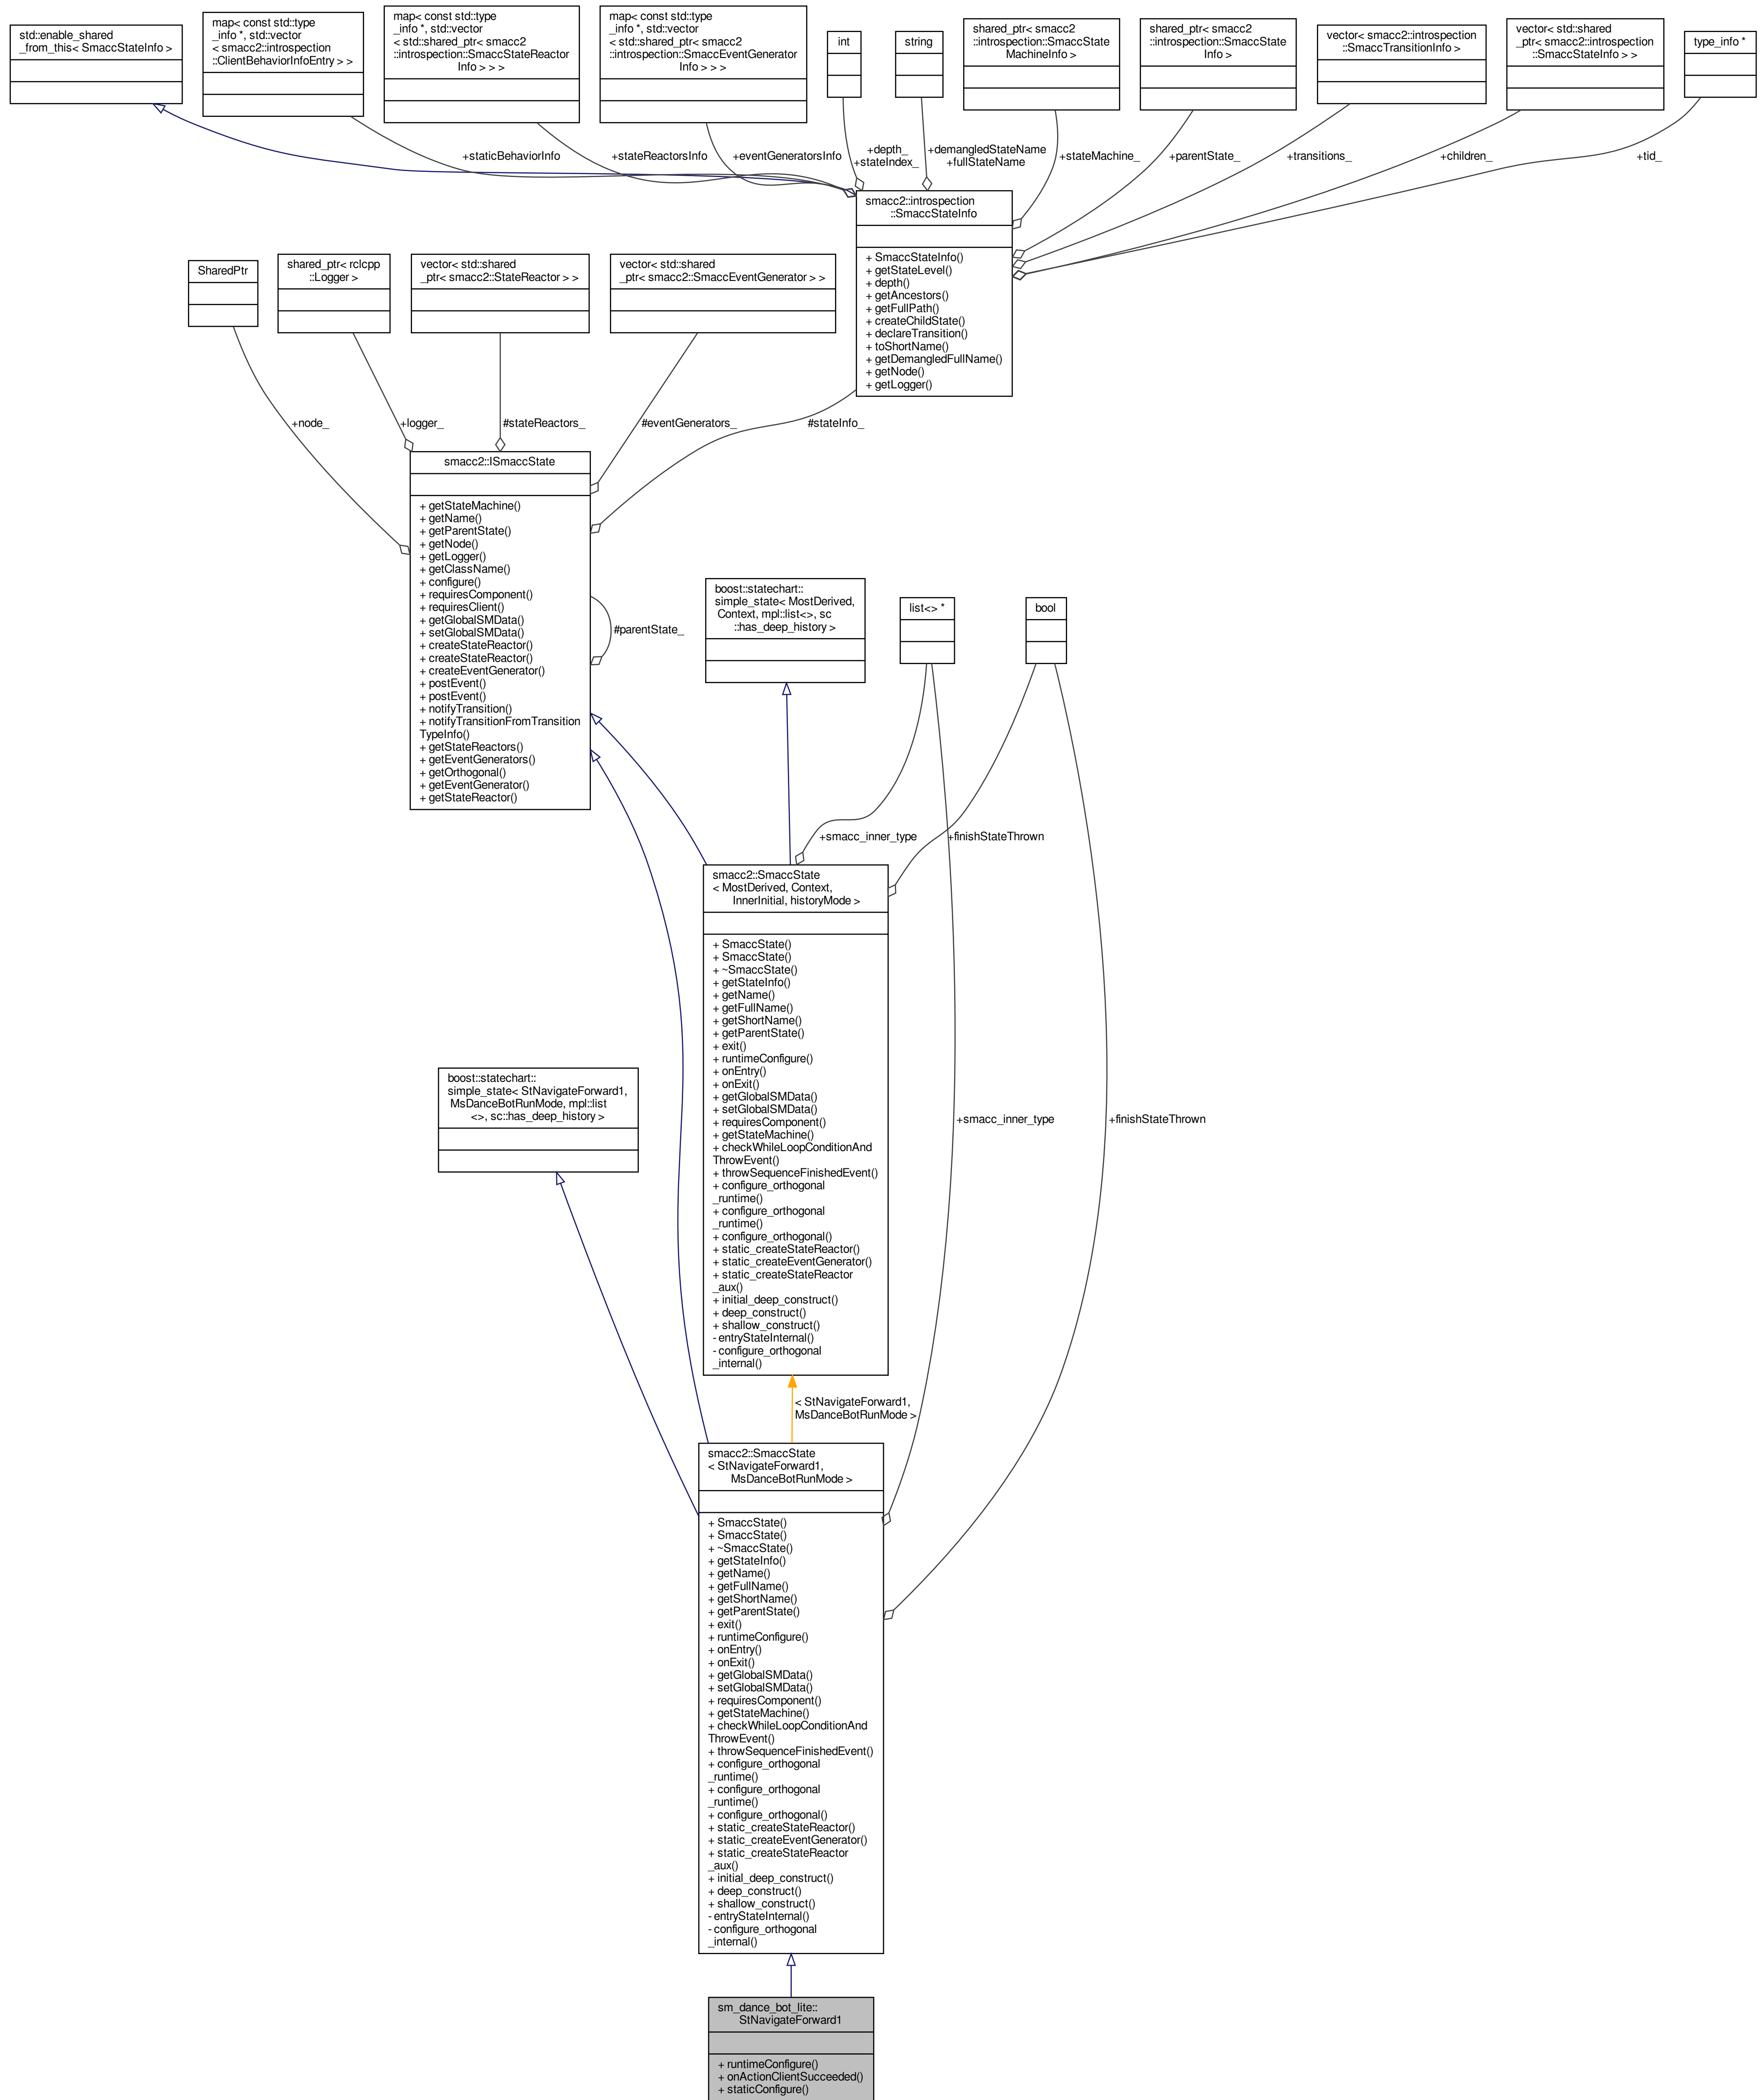 std::enable_shared
_from_this< SmaccStateInfo >
map< const std::type
_info *, std::vector
< smacc2::introspection
::ClientBehaviorInfoEntry > >
map< const std::type
_info *, std::vector
< std::shared_ptr< smacc2
::introspection::SmaccStateReactor
Info > > >
map< const std::type
_info *, std::vector
< std::shared_ptr< smacc2
::introspection::SmaccEventGenerator
Info > > >
int
string
shared_ptr< smacc2
::introspection::SmaccState
MachineInfo >
shared_ptr< smacc2
::introspection::SmaccState
Info >
vector< smacc2::introspection
::SmaccTransitionInfo >
vector< std::shared
_ptr< smacc2::introspection
::SmaccStateInfo > >
type_info *
+staticBehaviorInfo
+stateReactorsInfo
+eventGeneratorsInfo
+depth_
+stateIndex_
+demangledStateName
+fullStateName
+stateMachine_
+parentState_
+transitions_
+children_
+tid_
smacc2::introspection
::SmaccStateInfo
+ SmaccStateInfo()
+ getStateLevel()
+ depth()
+ getAncestors()
+ getFullPath()
+ createChildState()
+ declareTransition()
+ toShortName()
+ getDemangledFullName()
+ getNode()
+ getLogger()
SharedPtr
shared_ptr< rclcpp
::Logger >
vector< std::shared
_ptr< smacc2::StateReactor > >
vector< std::shared
_ptr< smacc2::SmaccEventGenerator > >
+node_
+logger_
#stateReactors_
#eventGenerators_
#stateInfo_
smacc2::ISmaccState
+ getStateMachine()
+ getName()
+ getParentState()
+ getNode()
+ getLogger()
+ getClassName()
+ configure()
+ requiresComponent()
+ requiresClient()
+ getGlobalSMData()
+ setGlobalSMData()
+ createStateReactor()
+ createStateReactor()
+ createEventGenerator()
+ postEvent()
+ postEvent()
+ notifyTransition()
+ notifyTransitionFromTransition
TypeInfo()
+ getStateReactors()
+ getEventGenerators()
+ getOrthogonal()
+ getEventGenerator()
+ getStateReactor()
#parentState_
boost::statechart::
simple_state< MostDerived,
Context, mpl::list<>, sc
::has_deep_history >
list<> *
bool
+smacc_inner_type
+finishStateThrown
smacc2::SmaccState
< MostDerived, Context,
InnerInitial, historyMode >
+ SmaccState()
+ SmaccState()
+ ~SmaccState()
+ getStateInfo()
+ getName()
+ getFullName()
+ getShortName()
+ getParentState()
+ exit()
+ runtimeConfigure()
+ onEntry()
+ onExit()
+ getGlobalSMData()
+ setGlobalSMData()
+ requiresComponent()
+ getStateMachine()
+ checkWhileLoopConditionAnd
ThrowEvent()
+ throwSequenceFinishedEvent()
+ configure_orthogonal
_runtime()
+ configure_orthogonal
_runtime()
+ configure_orthogonal()
+ static_createStateReactor()
+ static_createEventGenerator()
+ static_createStateReactor
_aux()
+ initial_deep_construct()
+ deep_construct()
+ shallow_construct()
- entryStateInternal()
- configure_orthogonal
_internal()
boost::statechart::
simple_state< StNavigateForward1,
MsDanceBotRunMode, mpl::list
<>, sc::has_deep_history >
+smacc_inner_type
+finishStateThrown
< StNavigateForward1,
MsDanceBotRunMode >
smacc2::SmaccState
< StNavigateForward1,
MsDanceBotRunMode >
+ SmaccState()
+ SmaccState()
+ ~SmaccState()
+ getStateInfo()
+ getName()
+ getFullName()
+ getShortName()
+ getParentState()
+ exit()
+ runtimeConfigure()
+ onEntry()
+ onExit()
+ getGlobalSMData()
+ setGlobalSMData()
+ requiresComponent()
+ getStateMachine()
+ checkWhileLoopConditionAnd
ThrowEvent()
+ throwSequenceFinishedEvent()
+ configure_orthogonal
_runtime()
+ configure_orthogonal
_runtime()
+ configure_orthogonal()
+ static_createStateReactor()
+ static_createEventGenerator()
+ static_createStateReactor
_aux()
+ initial_deep_construct()
+ deep_construct()
+ shallow_construct()
- entryStateInternal()
- configure_orthogonal
_internal()
sm_dance_bot_lite::
StNavigateForward1
+ runtimeConfigure()
+ onActionClientSucceeded()
+ staticConfigure()